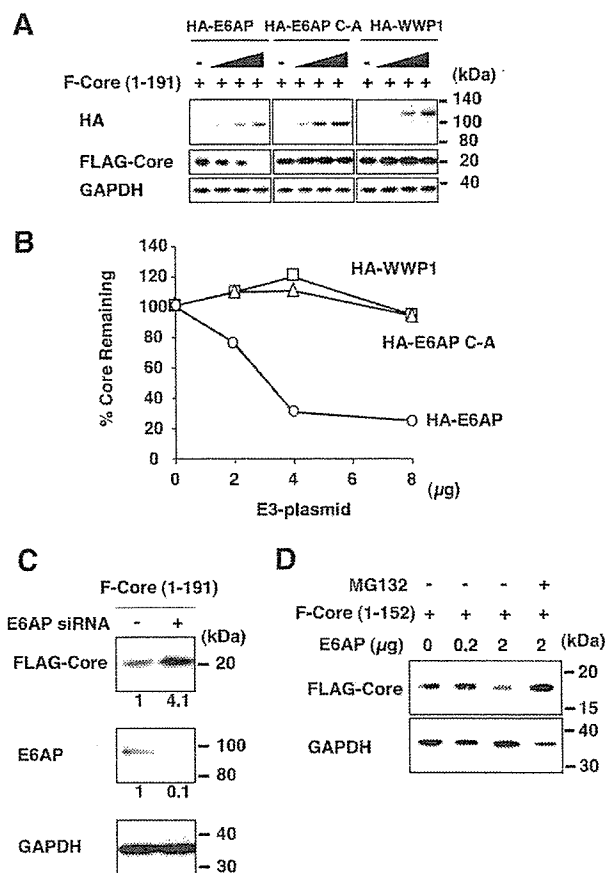 A
HA-E6AP HA-E6AP C-A HA-WWP1
- - -
F-Core (1-191) + + + + + + + + + + + + (kDa)
HA
140
100
80
FLAG-Core
20
GAPDH
40
B
140
120
100
80
60
40
20
0
% Core Remaining
HA-WWP1
HA-E6AP C-A
HA-E6AP
0 2 4 6 8 (µg)
E3-plasmid
C
F-Core (1-191)
E6AP siRNA - +
(kDa)
FLAG-Core
20
1 4.1
E6AP
100
80
1 0.1
GAPDH
40
30
D
MG132 - - - +
F-Core (1-152) + + + +
E6AP (µg) 0 0.2 2 2 (kDa)
FLAG-Core
20
15
GAPDH
40
30